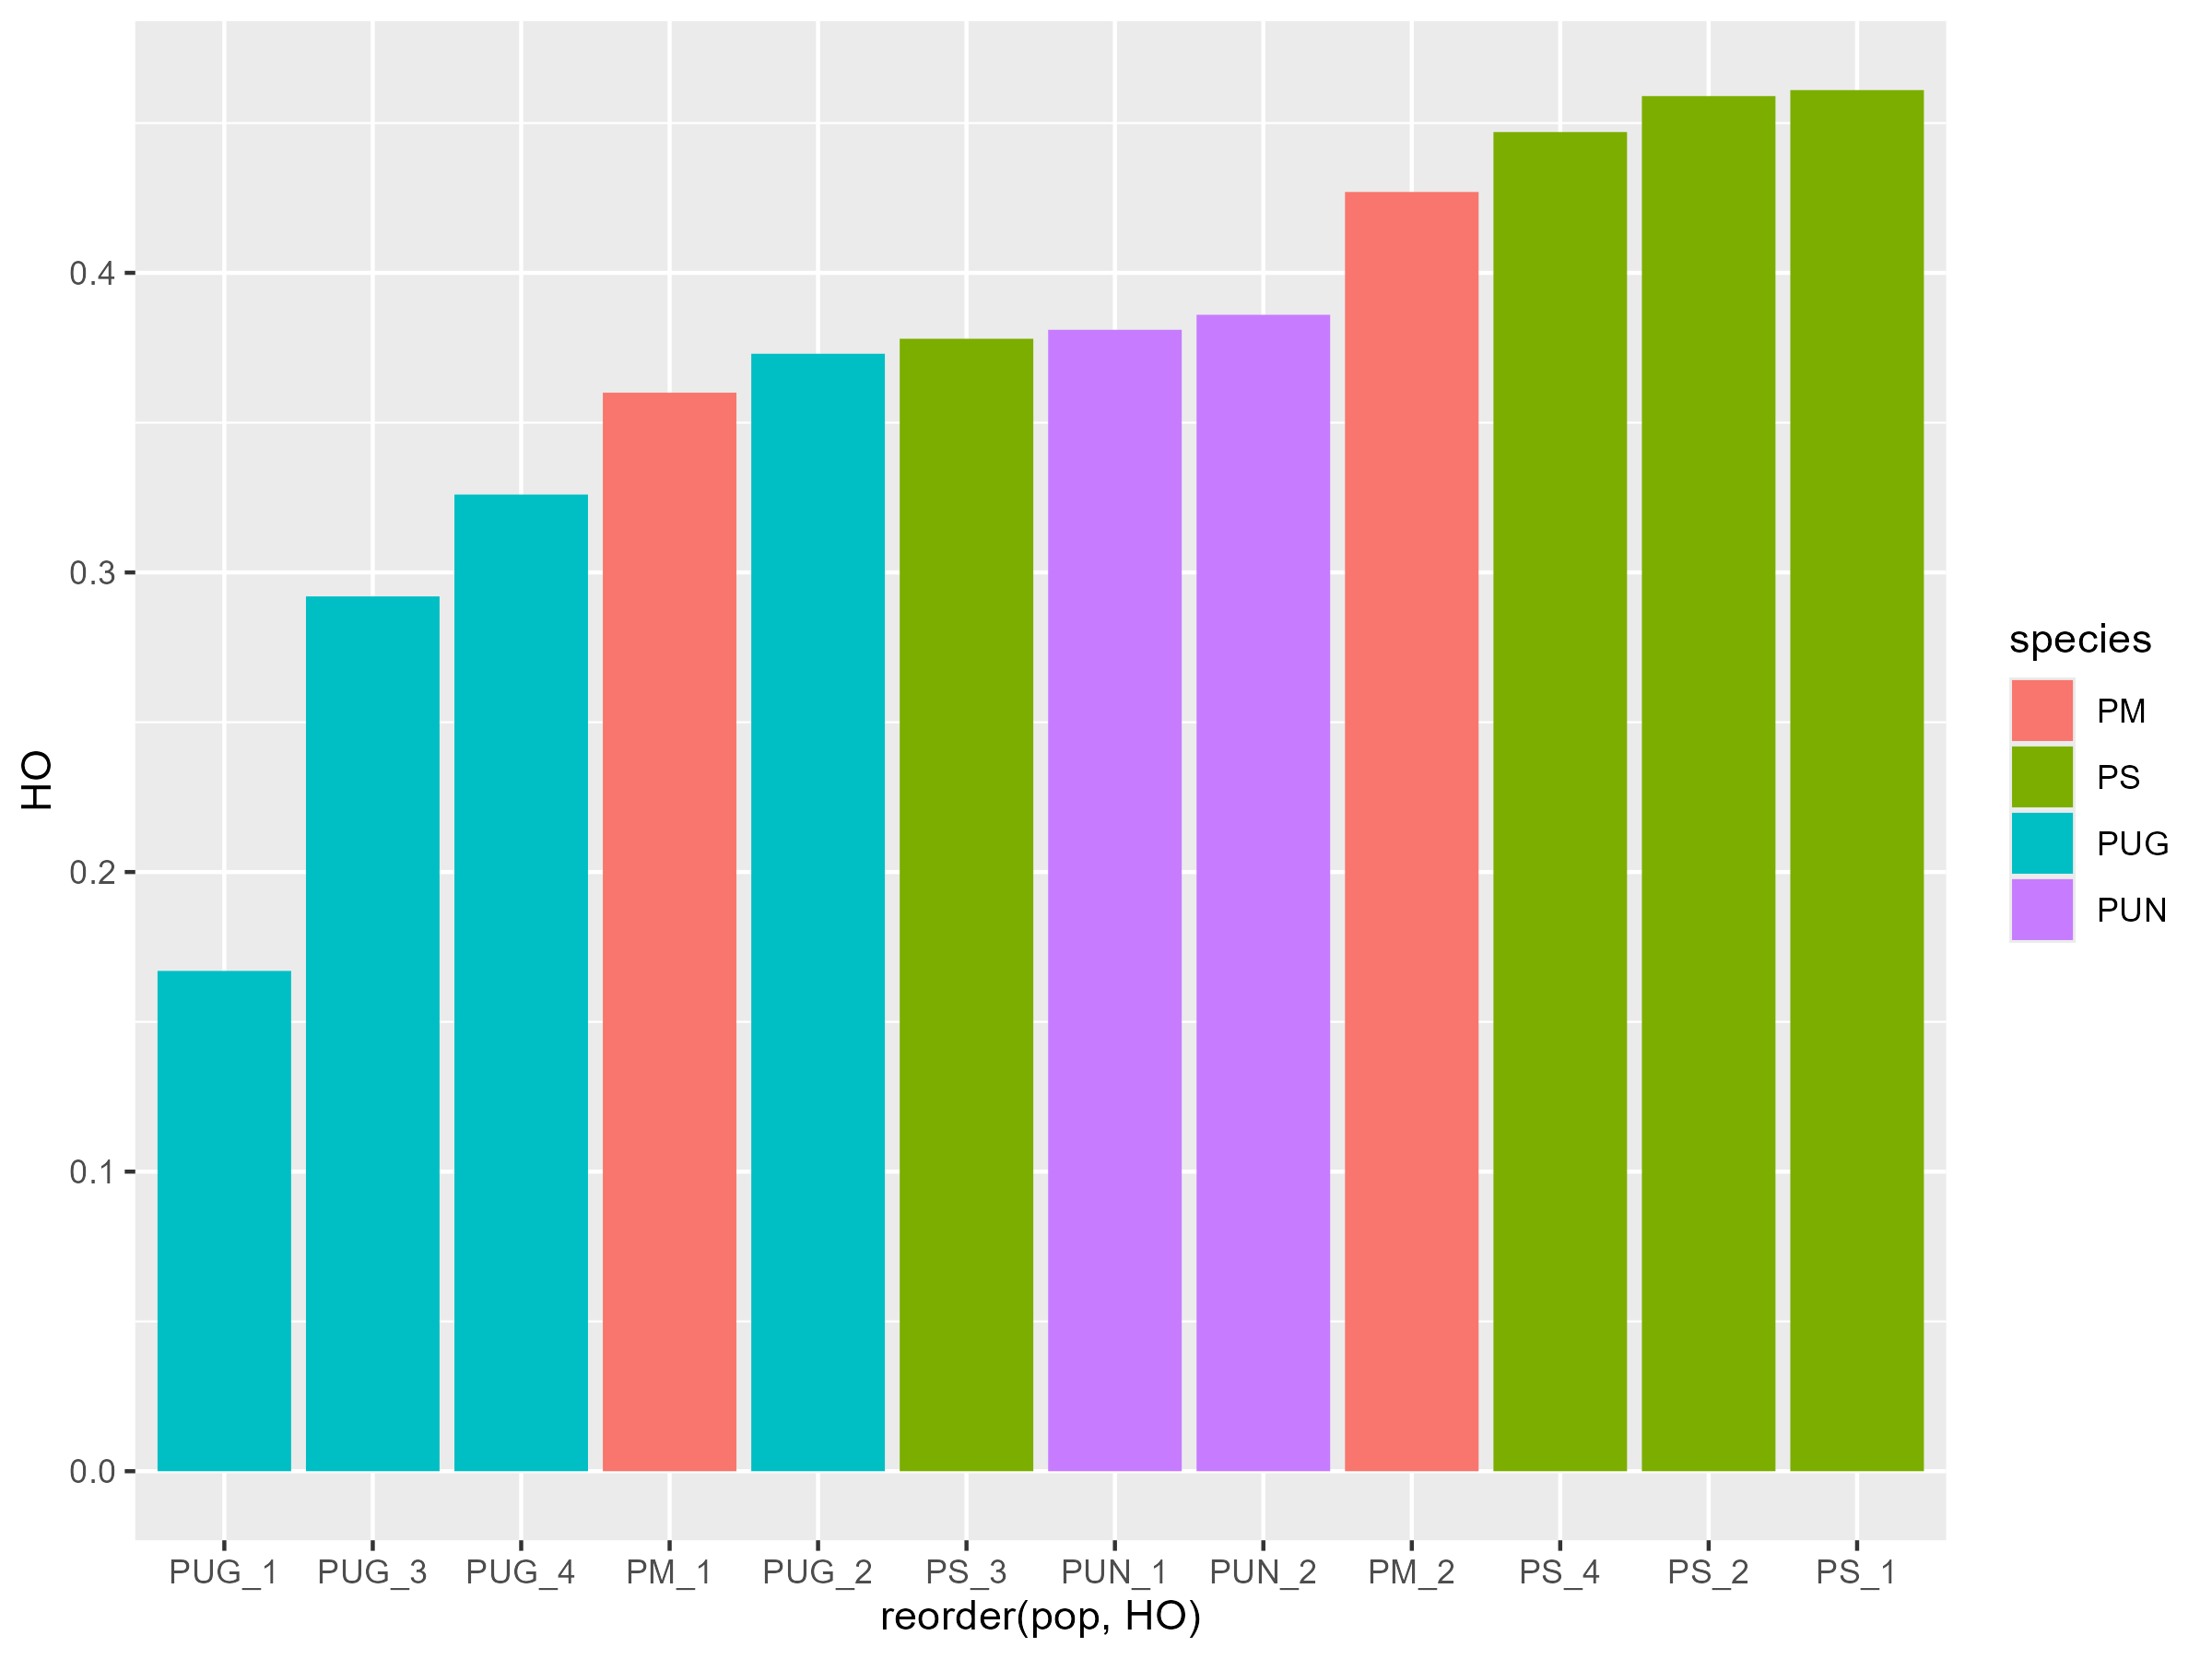 HO
0.4
0.3
0.2
0.1
0.0
PUG_1 PUG_3 PUG_4 PM_1 PUG_2 PS_3 PUN_1 PUN_2 PM_2 PS_4 PS_2 PS_1
reorder(pop, HO)
species
PM
PS
PUG
PUN